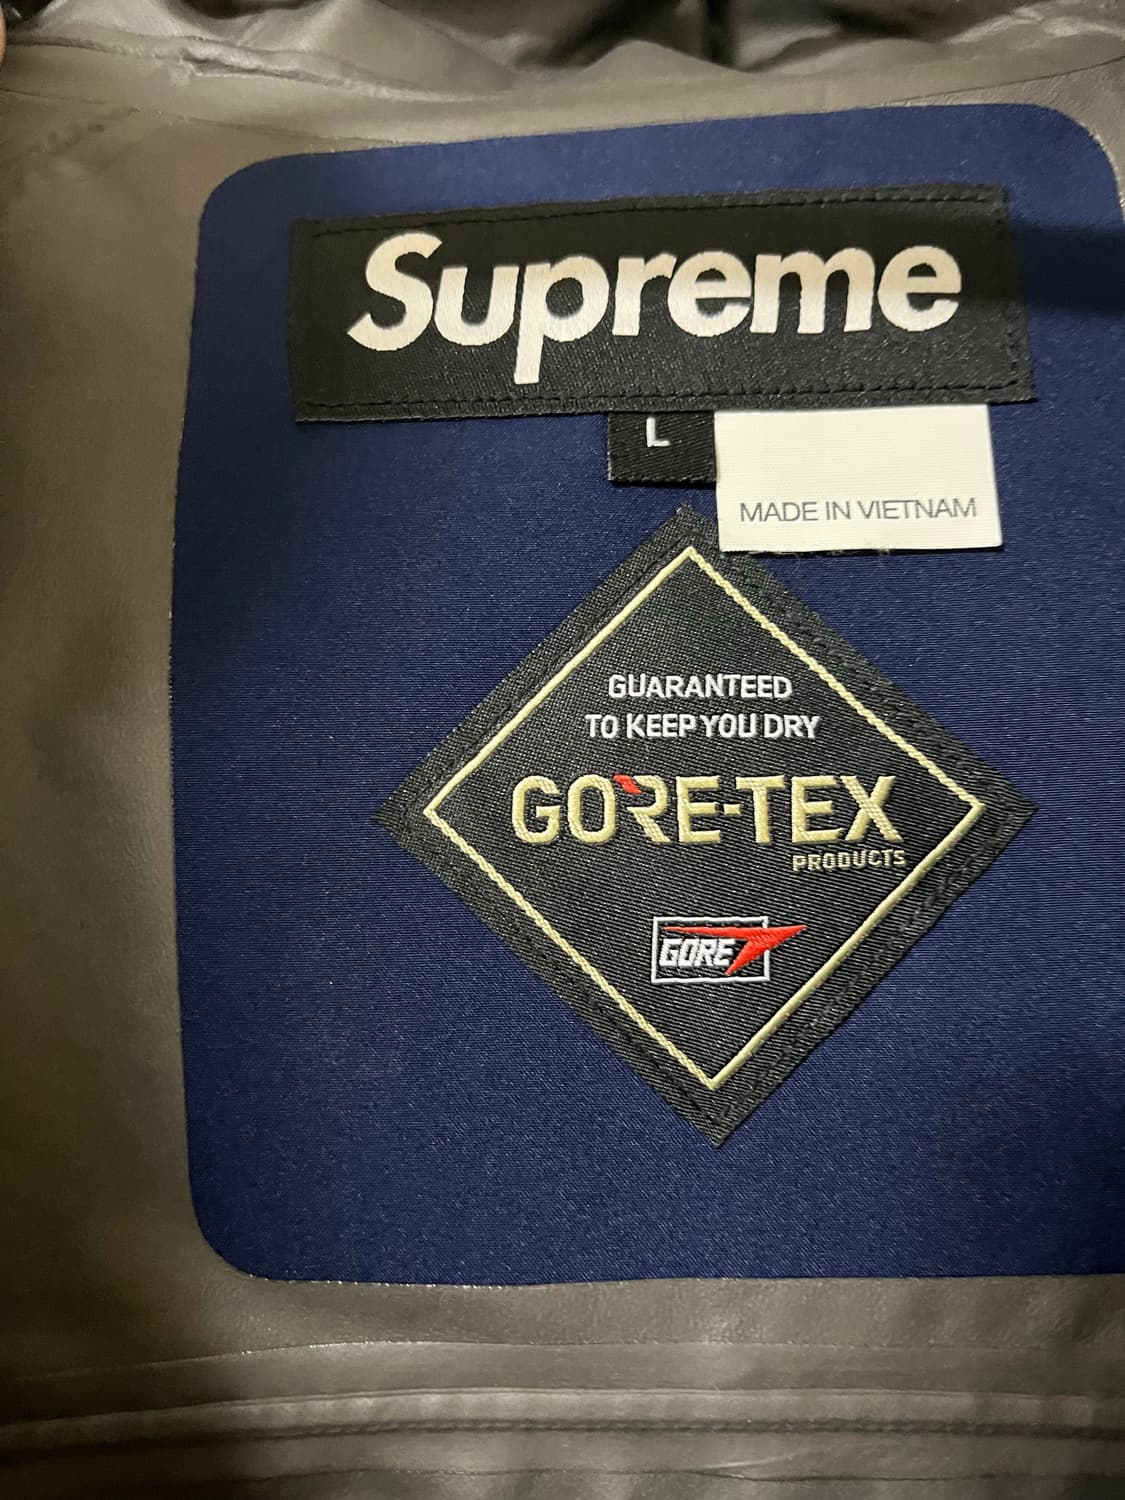 Supreme
L
MADE IN VIETNAM
GUARANTEED
TO KEEP YOU DRY
GORE-TEX
PRODUCTS
GORE